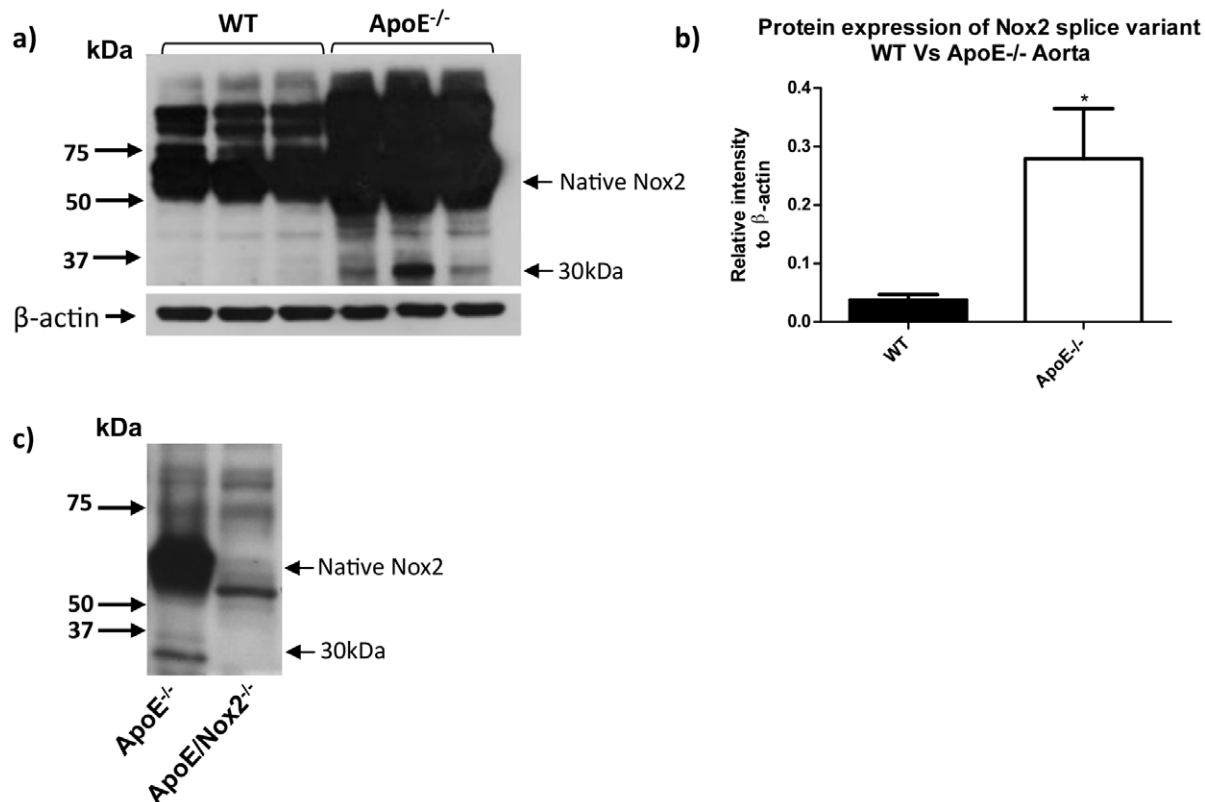 a)
WT
ApoE-/-
kDa
75
50
37
Native Nox2
30kDa
β-actin
b)
Protein expression of Nox2 splice variant
WT Vs ApoE-/- Aorta
Relative intensity
to β-actin
0.4
0.3
0.2
0.1
0.0
*
WT
ApoE-/-
c)
kDa
75
50
37
Native Nox2
30kDa
ApoE-/-
ApoE/Nox2-/-